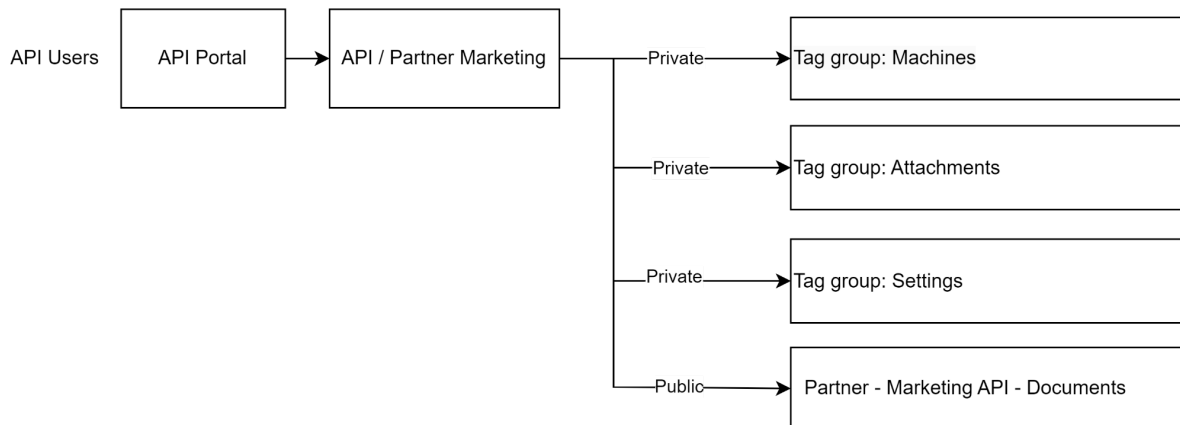 API Users
API Portal
API / Partner Marketing
Private
Tag group: Machines
Private
Tag group: Attachments
Private
Tag group: Settings
Public
Partner - Marketing API - Documents